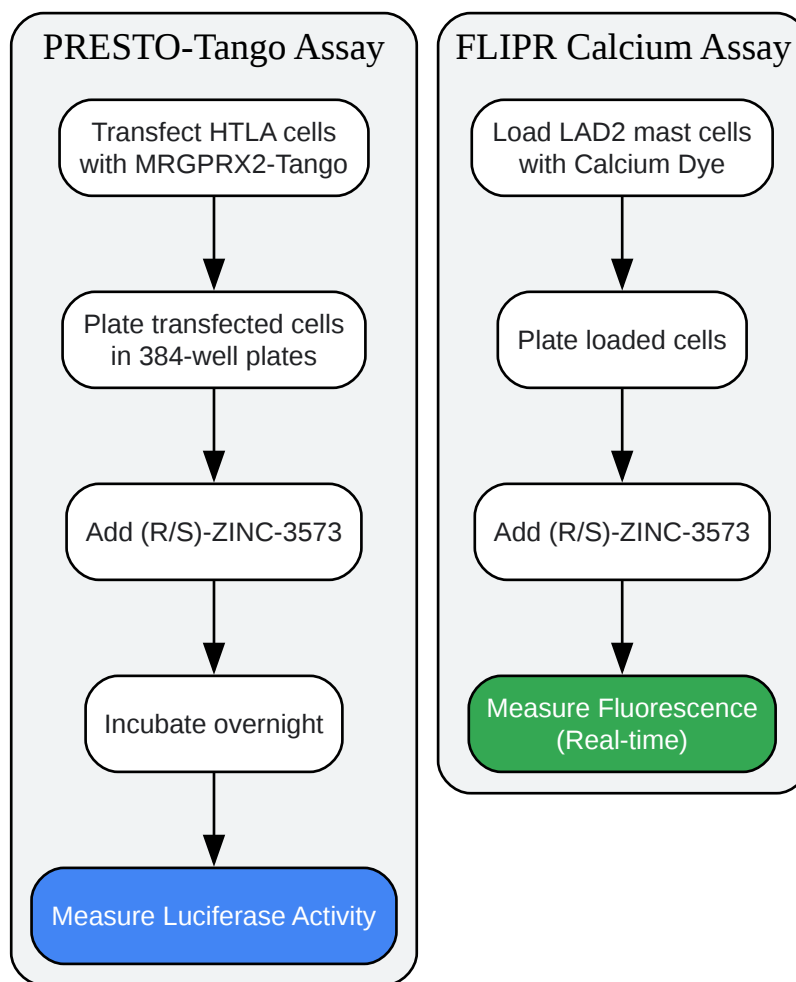 PRESTO-Tango Assay
Transfect HTLA cells
with MRGPRX2-Tango
Plate transfected cells
in 384-well plates
Add (R/S)-ZINC-3573
Incubate overnight
Measure Luciferase Activity
FLIPR Calcium Assay
Load LAD2 mast cells
with Calcium Dye
Plate loaded cells
Add (R/S)-ZINC-3573
Measure Fluorescence
(Real-time)